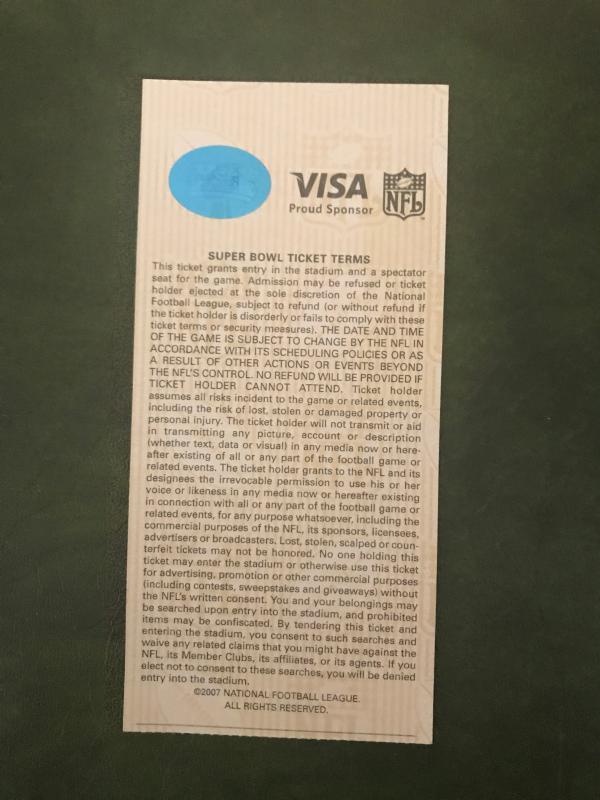 VISA
Proud Sponsor
NFL
SUPER BOWL TICKET TERMS
This ticket grants entry in the stadium and a spectator
seat for the game. Admission may be refused or ticket
holder ejected at the sole discretion of the National
Football League, subject to refund (or without refund if
the ticket holder is disorderly or fails to comply with these
ticket terms or security measures). THE DATE AND TIME
OF THE GAME IS SUBJECT TO CHANGE BY THE NFL IN
ACCORDANCE WITH ITS SCHEDULING POLICIES OR AS
A RESULT OF OTHER ACTIONS OR EVENTS BEYOND
THE NFL'S CONTROL. NO REFUND WILL BE PROVIDED IF
TICKET HOLDER CANNOT ATTEND. Ticket holder
assumes all risks incident to the game or related events,
including the risk of lost, stolen or damaged property or
personal injury. The ticket holder will not transmit or aid
in transmitting any picture, account or description
(whether text, data or visual) in any media now or here-
after existing of all or any part of the football game or
related events. The ticket holder grants to the NFL and its
designees the irrevocable permission to use his or her
voice or likeness in any media now or hereafter existing
in connection with all or any part of the football game or
related events, for any purpose whatsoever, including the
commercial purposes of the NFL, its sponsors, licensees,
advertisers or broadcasters. Lost, stolen, scalped or coun-
terfeit tickets may not be honored. No one holding this
ticket may enter the stadium or otherwise use this ticket
for advertising, promotion or other commercial purposes
(including contests, sweepstakes and giveaways) without
the NFL's written consent. You and your belongings may
be searched upon entry into the stadium, and prohibited
items may be confiscated. By tendering this ticket and
entering the stadium, you consent to such searches and
waive any related claims that you might have against the
NFL, its Member Clubs, its affiliates, or its agents. If you
elect not to consent to these searches, you will be denied
entry into the stadium.
©2007 NATIONAL FOOTBALL LEAGUE.
ALL RIGHTS RESERVED.